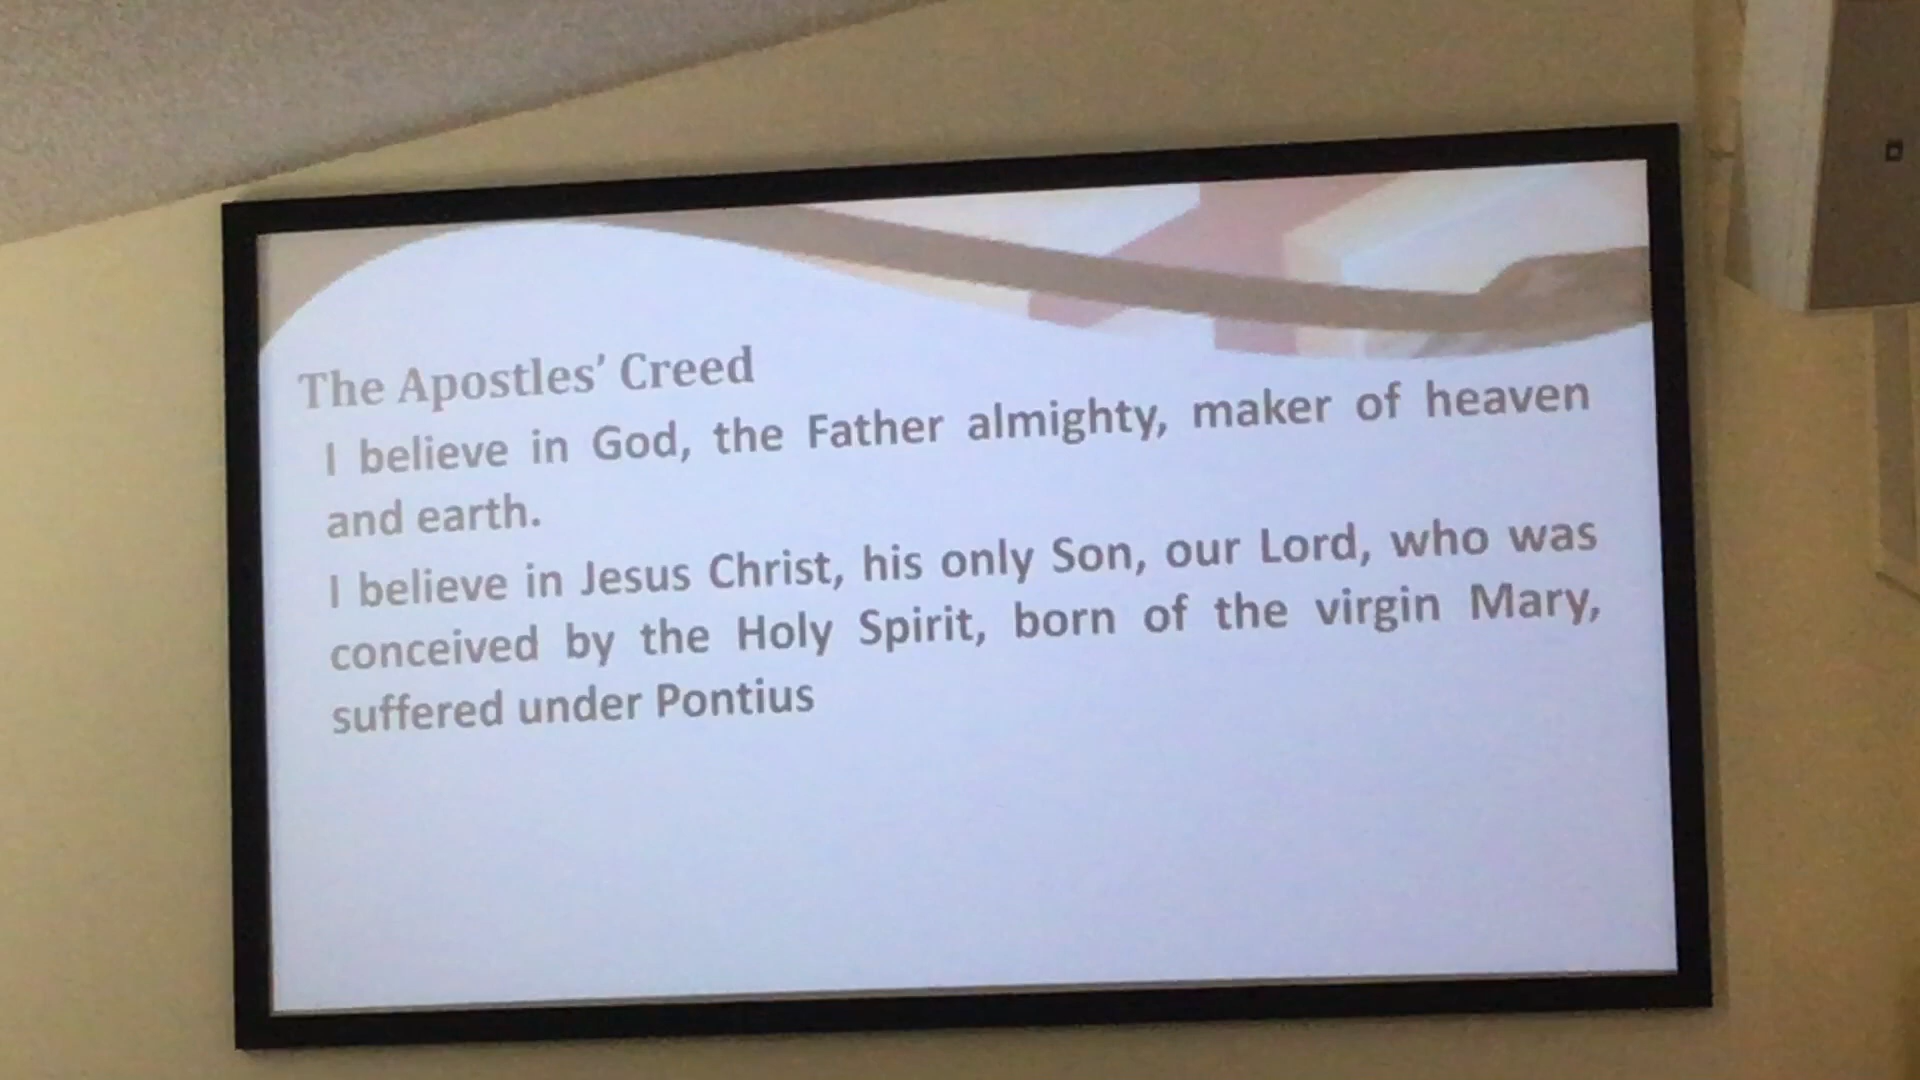 The Apostles’ Creed
I believe in God, the Father almighty, maker of heaven
and earth.
I believe in Jesus Christ, his only Son, our Lord, who was
conceived by the Holy Spirit, born of the virgin Mary,
suffered under Pontius